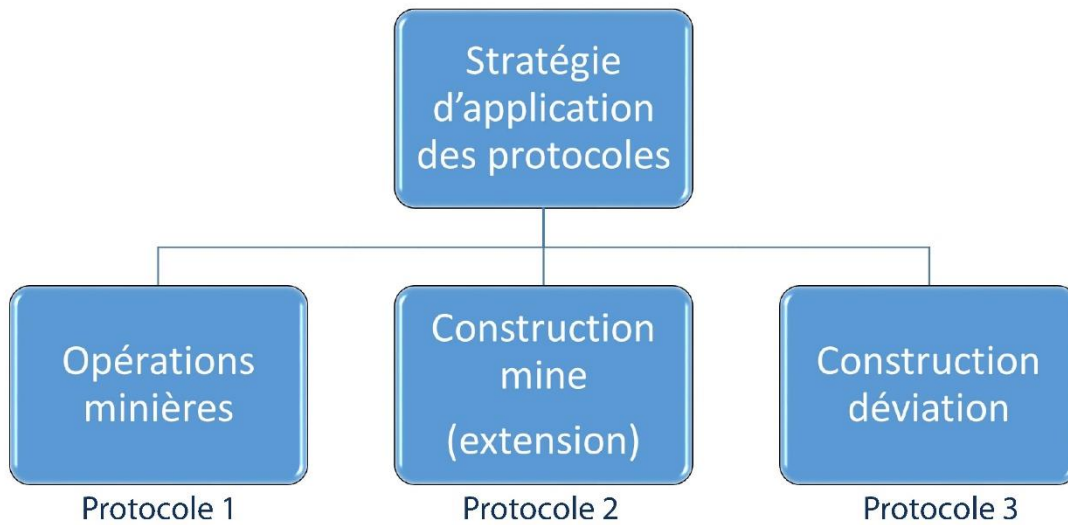 Stratégie
d’application
des protocoles
Opérations
minières
Construction
mine
(extension)
Construction
déviation
Protocole 1
Protocole 2
Protocole 3